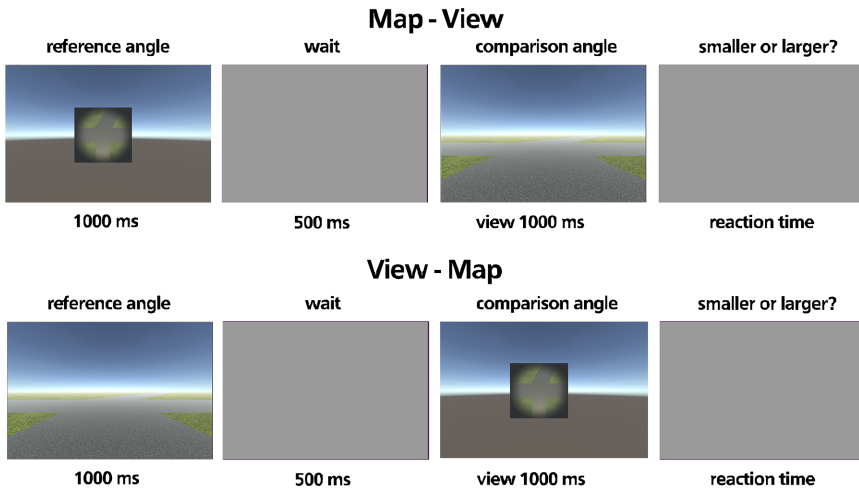 Map - View
reference angle wait comparison angle smaller or larger?
1000 ms 500 ms view 1000 ms reaction time
View - Map
reference angle wait comparison angle smaller or larger?
1000 ms 500 ms view 1000 ms reaction time